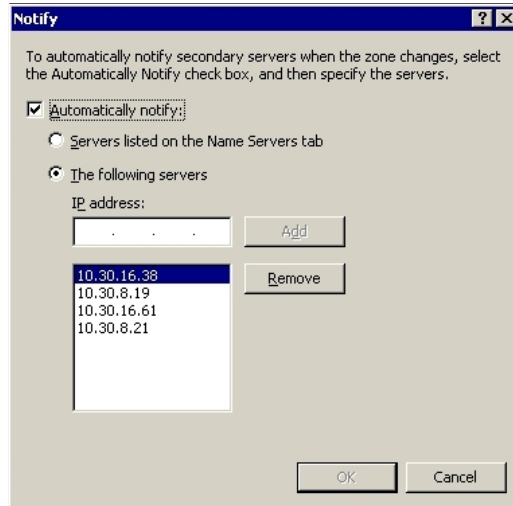 Notify
To automatically notify secondary servers when the zone changes, select
the Automatically Notify check box, and then specify the servers.
Automatically notify:
Servers listed on the Name Servers tab
The following servers
IP address:
. . .
Add
10.30.16.38
Remove
10.30.8.19
10.30.16.61
10.30.8.21
OK
Cancel